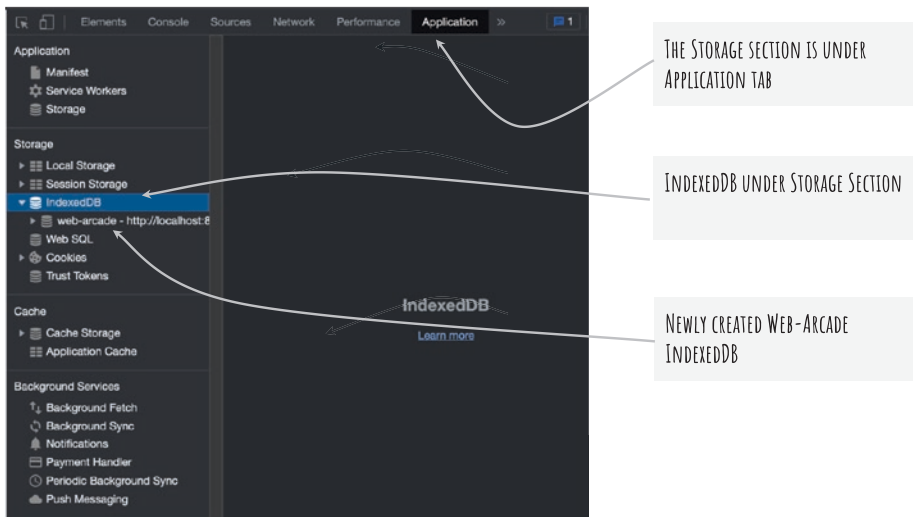 Elements Console Sources Network Performance Application » 1
Application
Manifest
Service Workers
Storage
Storage
Local Storage
Session Storage
IndexedDB
web-arcade - http://localhost:8
Web SQL
Cookies
Trust Tokens
Cache
Cache Storage
Application Cache
Background Services
Background Fetch
Background Sync
Notifications
Payment Handler
Periodic Background Sync
Push Messaging
IndexedDB
Learn more
The Storage section is under
Application tab
IndexedDB under Storage Section
Newly created Web-Arcade
IndexedDB